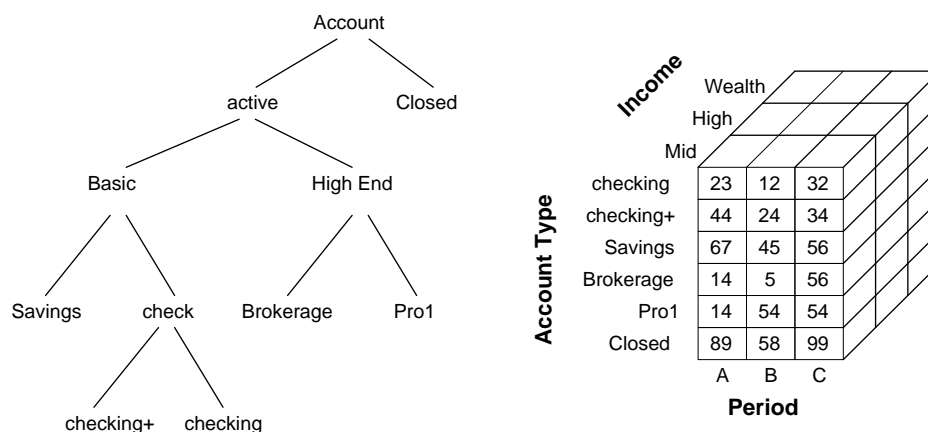 Account
active
Closed
Basic
High End
Savings
check
Brokerage
Pro1
checking+
checking
Income
Wealth
High
Mid
Account Type
checking 23 12 32
checking+ 44 24 34
Savings 67 45 56
Brokerage 14 5 56
Pro1 14 54 54
Closed 89 58 99
A B C
Period